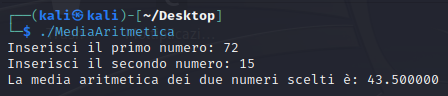 ┌──(kali㉿kali)-[~/Desktop]
└─$ ./MediaAritmetica
Inserisci il primo numero: 72
Inserisci il secondo numero: 15
La media aritmetica dei due numeri scelti è: 43.500000